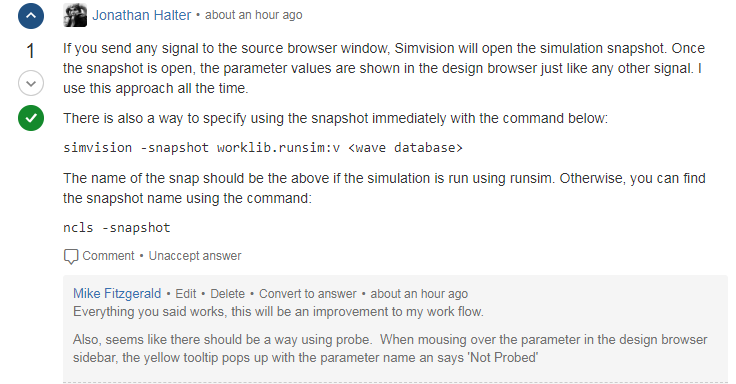 Jonathan Halter • about an hour ago
1
If you send any signal to the source browser window, Simvision will open the simulation snapshot. Once
the snapshot is open, the parameter values are shown in the design browser just like any other signal. I
use this approach all the time.
There is also a way to specify using the snapshot immediately with the command below:
simvision -snapshot worklib.runsim:v <wave database>
The name of the snap should be the above if the simulation is run using runsim. Otherwise, you can find
the snapshot name using the command:
ncls -snapshot
Comment • Unaccept answer
Mike Fitzgerald • Edit • Delete • Convert to answer • about an hour ago
Everything you said works, this will be an improvement to my work flow.
Also, seems like there should be a way using probe.  When mousing over the parameter in the design browser
sidebar, the yellow tooltip pops up with the parameter name an says 'Not Probed'